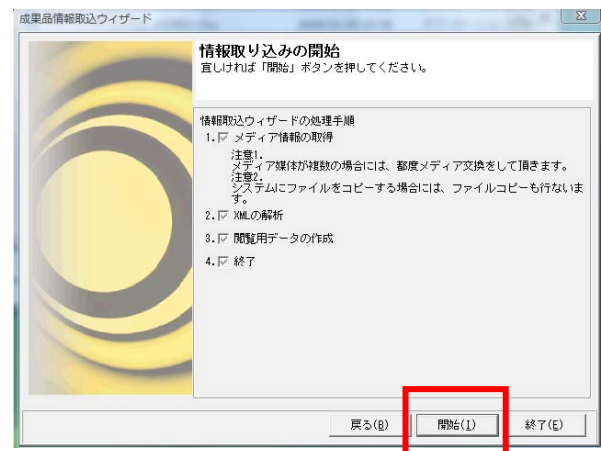 成果品情報取込ウィザード
情報取り込みの開始
宜しければ「開始」ボタンを押してください。
情報取込ウィザードの処理手順
1. メディア情報の取得
注意1.
メディア媒体が複数の場合には、都度メディア交換をして頂きます。
注意2.
システムにファイルをコピーする場合には、ファイルコピーも行ないま
す。
2. XMLの解析
3. 閲覧用データの作成
4. 終了
戻る(B) 開始(I) 終了(E)